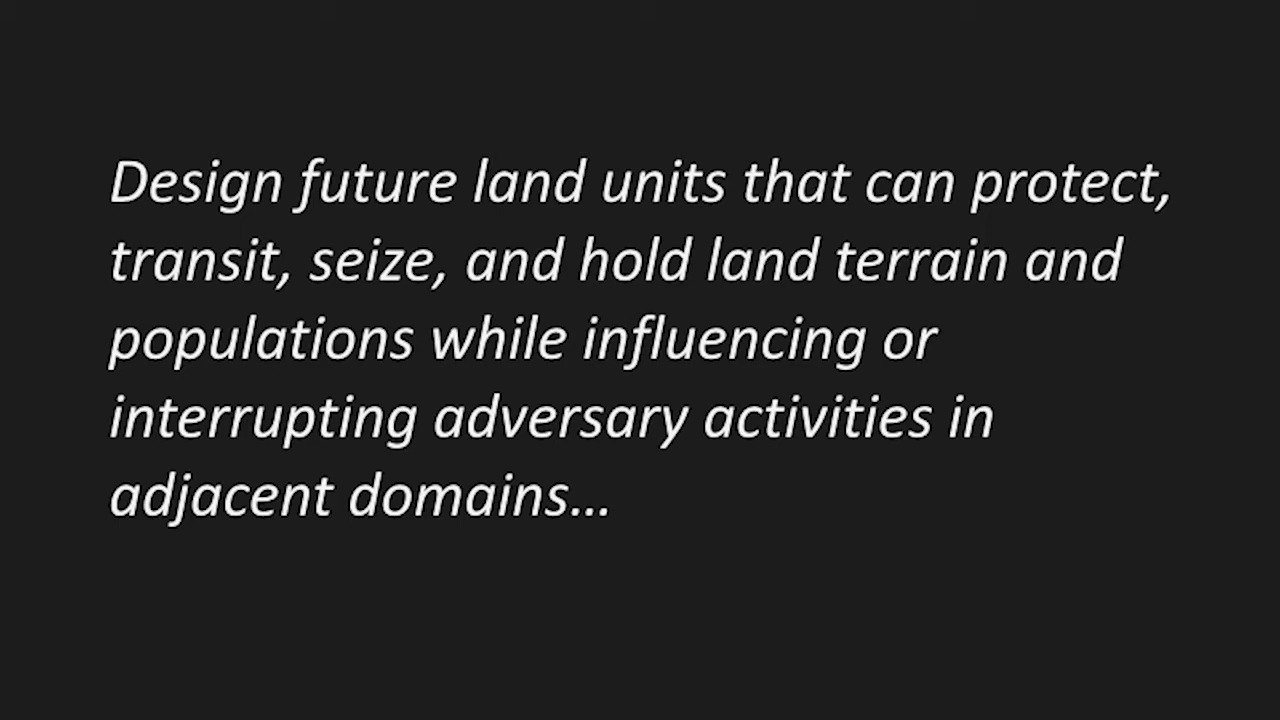 Design future land units that can protect,
transit, seize, and hold land terrain and
populations while influencing or
interrupting adversary activities in
adjacent domains...